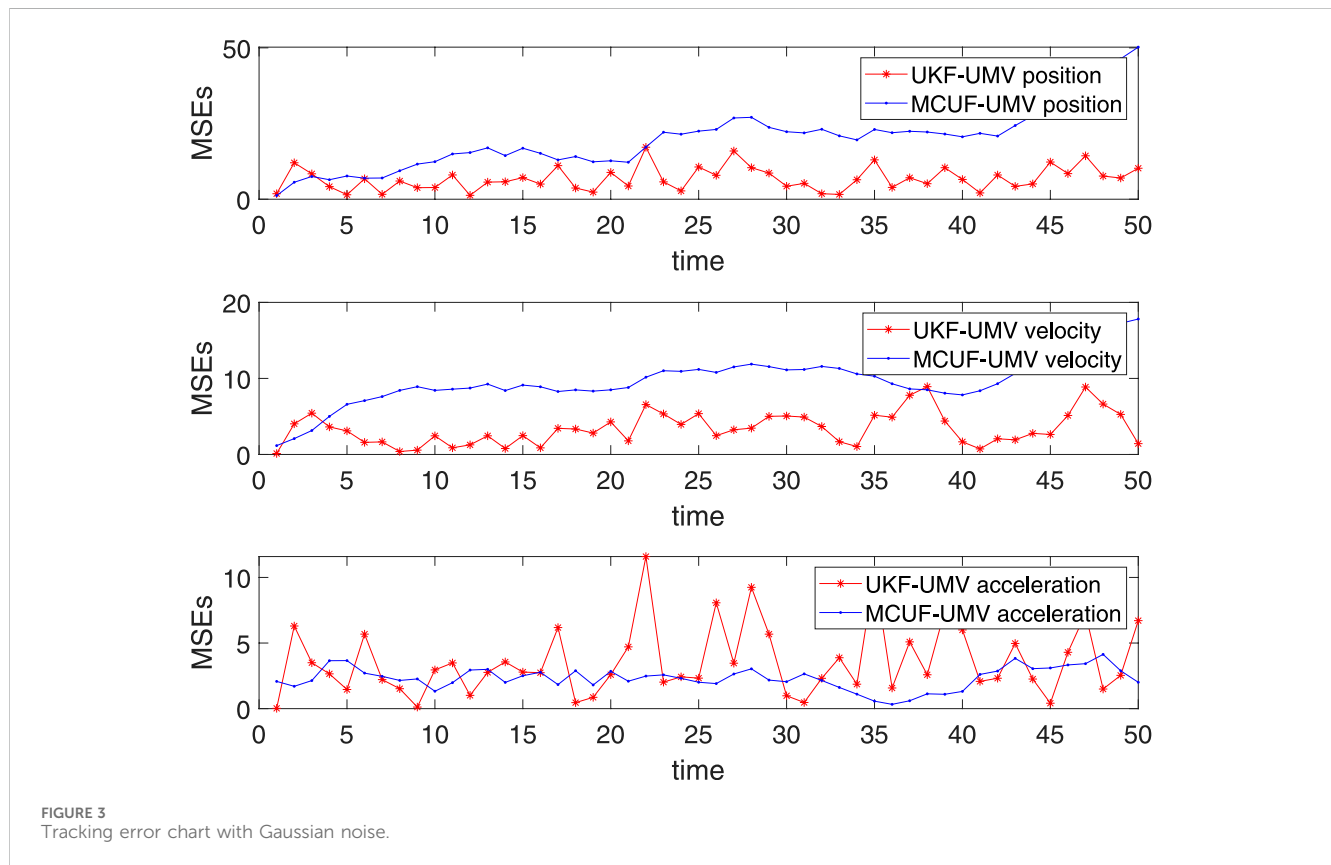 50
0
MSEs
UKF-UMV position
MCUF-UMV position
0 5 10 15 20 25 30 35 40 45 50
time
20
10
0
MSEs
UKF-UMV velocity
MCUF-UMV velocity
0 5 10 15 20 25 30 35 40 45 50
time
10
5
0
MSEs
UKF-UMV acceleration
MCUF-UMV acceleration
0 5 10 15 20 25 30 35 40 45 50
time
FIGURE 3
Tracking error chart with Gaussian noise.